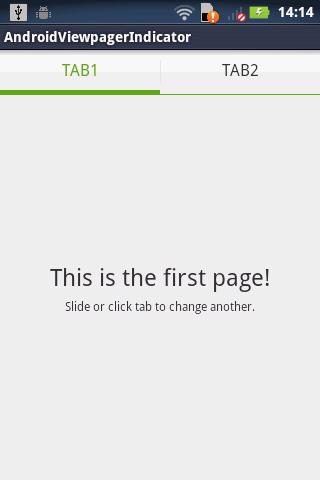 14:14
AndroidViewpagerIndicator
TAB1 TAB2
This is the first page!
Slide or click tab to change another.